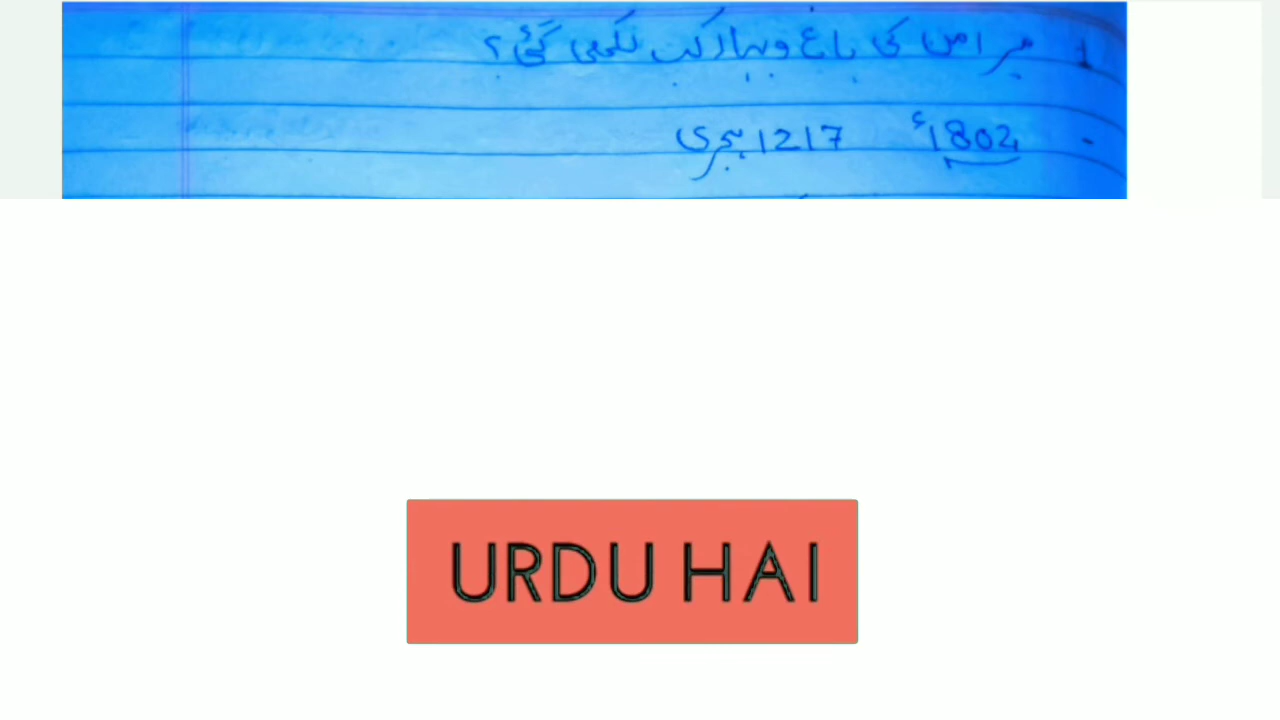 1 میر امن کی باغ و بہار کب لکھی گئی ؟
- 1802ء 1217 ہجری
URDU HAI